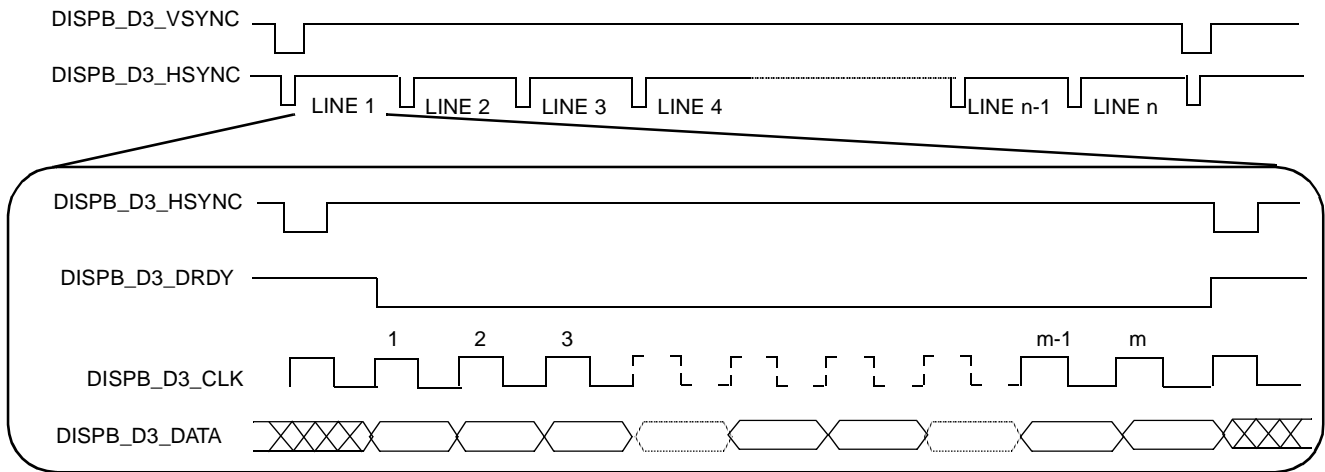 DISPB_D3_VSYNC
DISPB_D3_HSYNC
LINE 1 LINE 2 LINE 3 LINE 4 LINE n-1 LINE n
DISPB_D3_HSYNC
DISPB_D3_DRDY
1 2 3 m-1 m
DISPB_D3_CLK
DISPB_D3_DATA